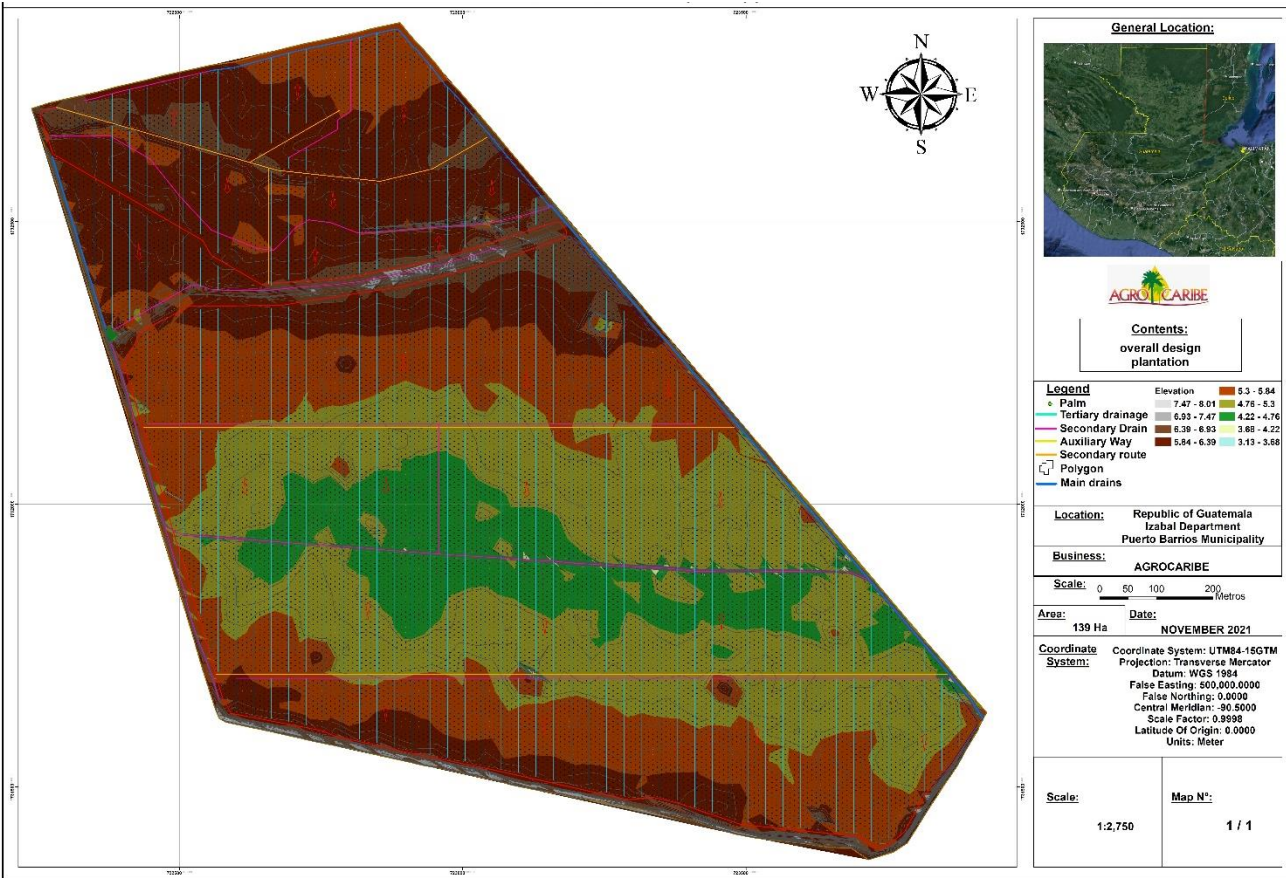 N
W E
S
General Location:
AGROCARIBE
Contents:
overall design
plantation
Legend
Palm
Tertiary drainage
Secondary Drain
Auxiliary Way
Secondary route
Polygon
Main drains
Elevation
7.47 - 8.01
6.93 - 7.47
6.39 - 6.93
5.84 - 6.39
5.3 - 5.84
4.76 - 5.3
4.22 - 4.76
3.68 - 4.22
3.13 - 3.68
Location: Republic of Guatemala
Izabal Department
Puerto Barrios Municipality
Business:
AGROCARIBE
Scale: 0 50 100 200
Metros
Area: Date:
139 Ha NOVEMBER 2021
Coordinate System: Coordinate System: UTM84-15GTM
Projection: Transverse Mercator
Datum: WGS 1984
False Easting: 500,000.0000
False Northing: 0.0000
Central Meridian: -90.5000
Scale Factor: 0.9998
Latitude Of Origin: 0.0000
Units: Meter
Scale: Map N°:
1:2,750 1 / 1